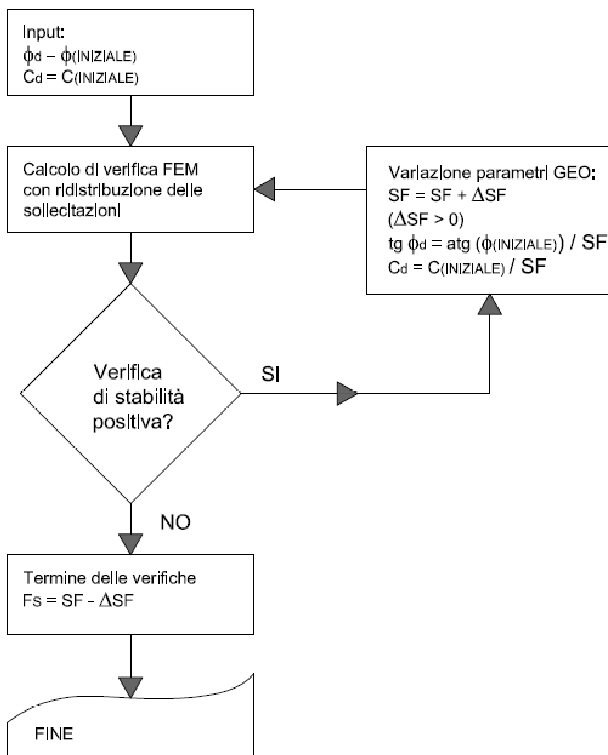 Input:
ϕd – ϕ(INIZIALE)
Cd = C(INIZIALE)
Calcolo di verifica FEM
con ridistribuzione delle
sollecitazioni
Variazione parametri GEO:
SF = SF + ΔSF
(ΔSF > 0)
tg ϕd = atg (ϕ(INIZIALE)) / SF
Cd = C(INIZIALE) / SF
Verifica
di stabilità
positiva?
SI
NO
Termine delle verifiche
Fs = SF - ΔSF
FINE